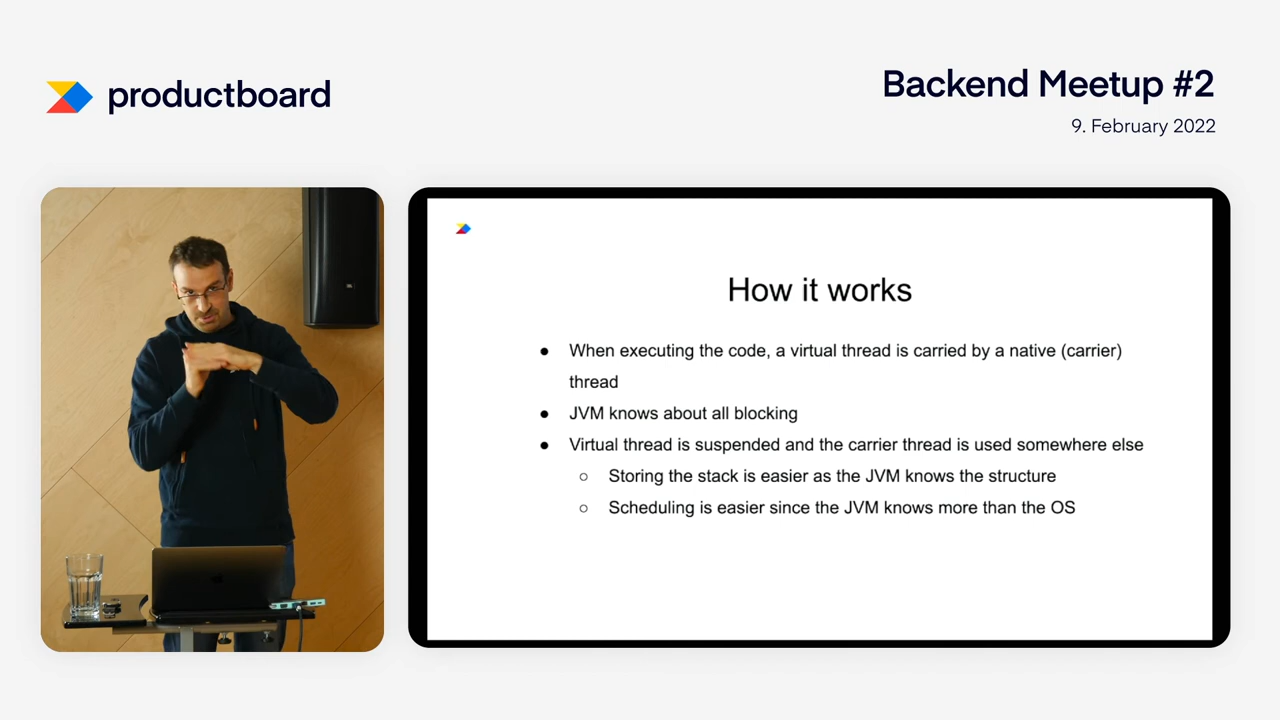 productboard
Backend Meetup #2
9. February 2022
How it works
● When executing the code, a virtual thread is carried by a native (carrier)
thread
● JVM knows about all blocking
● Virtual thread is suspended and the carrier thread is used somewhere else
○ Storing the stack is easier as the JVM knows the structure
○ Scheduling is easier since the JVM knows more than the OS